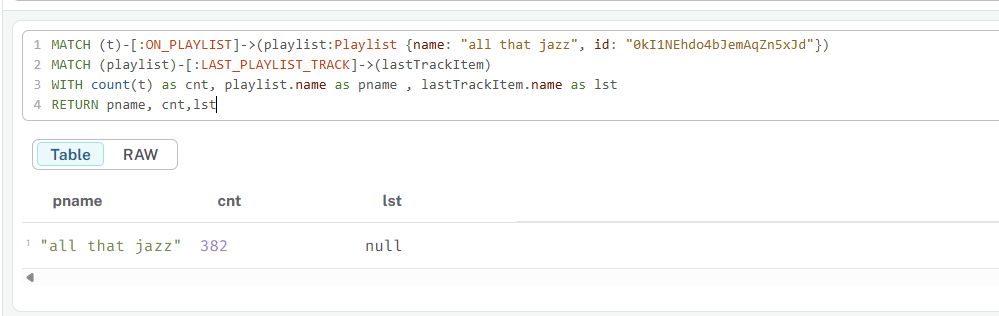 1 MATCH (t)-[:ON_PLAYLIST]->(playlist:Playlist {name: "all that jazz", id: "0kI1NEhdo4bJemAqZn5xJd"})
2 MATCH (playlist)-[:LAST_PLAYLIST_TRACK]->(lastTrackItem)
3 WITH count(t) as cnt, playlist.name as pname , lastTrackItem.name as lst
4 RETURN pname, cnt,lst
Table RAW
pname cnt lst
1 "all that jazz" 382 null